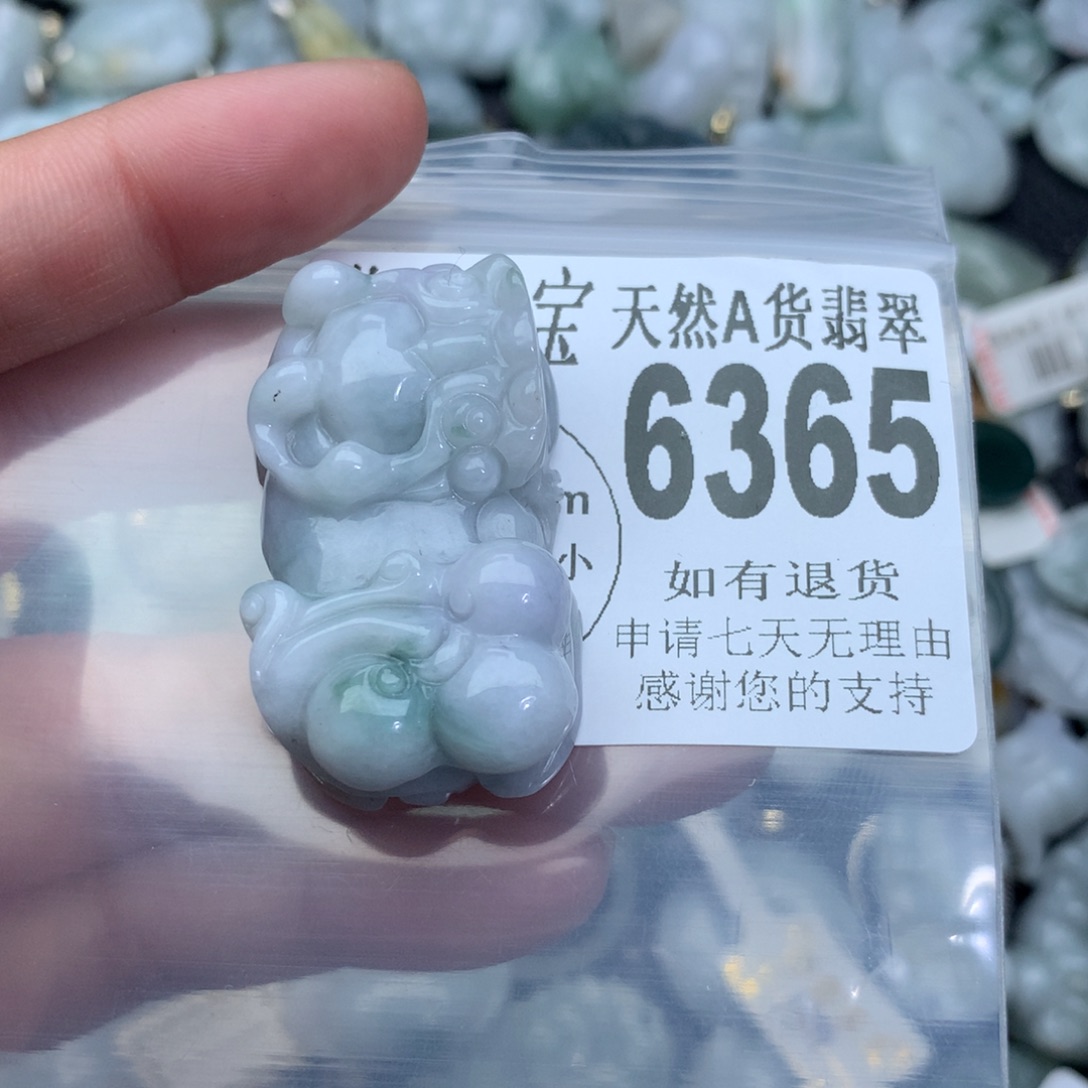 宝
天然A货翡翠
6365
m
小
如有退货
申请七天无理由
感谢您的支持